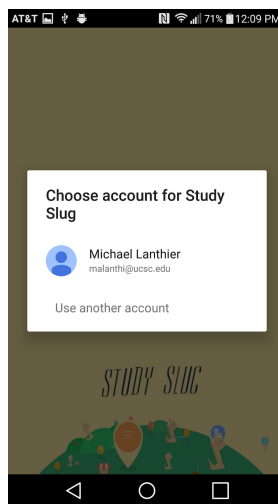 AT&T 71% 12:09 PM
Choose account for Study
Slug
Michael Lanthier
malanthi@ucsc.edu
Use another account
STUDY SLUG